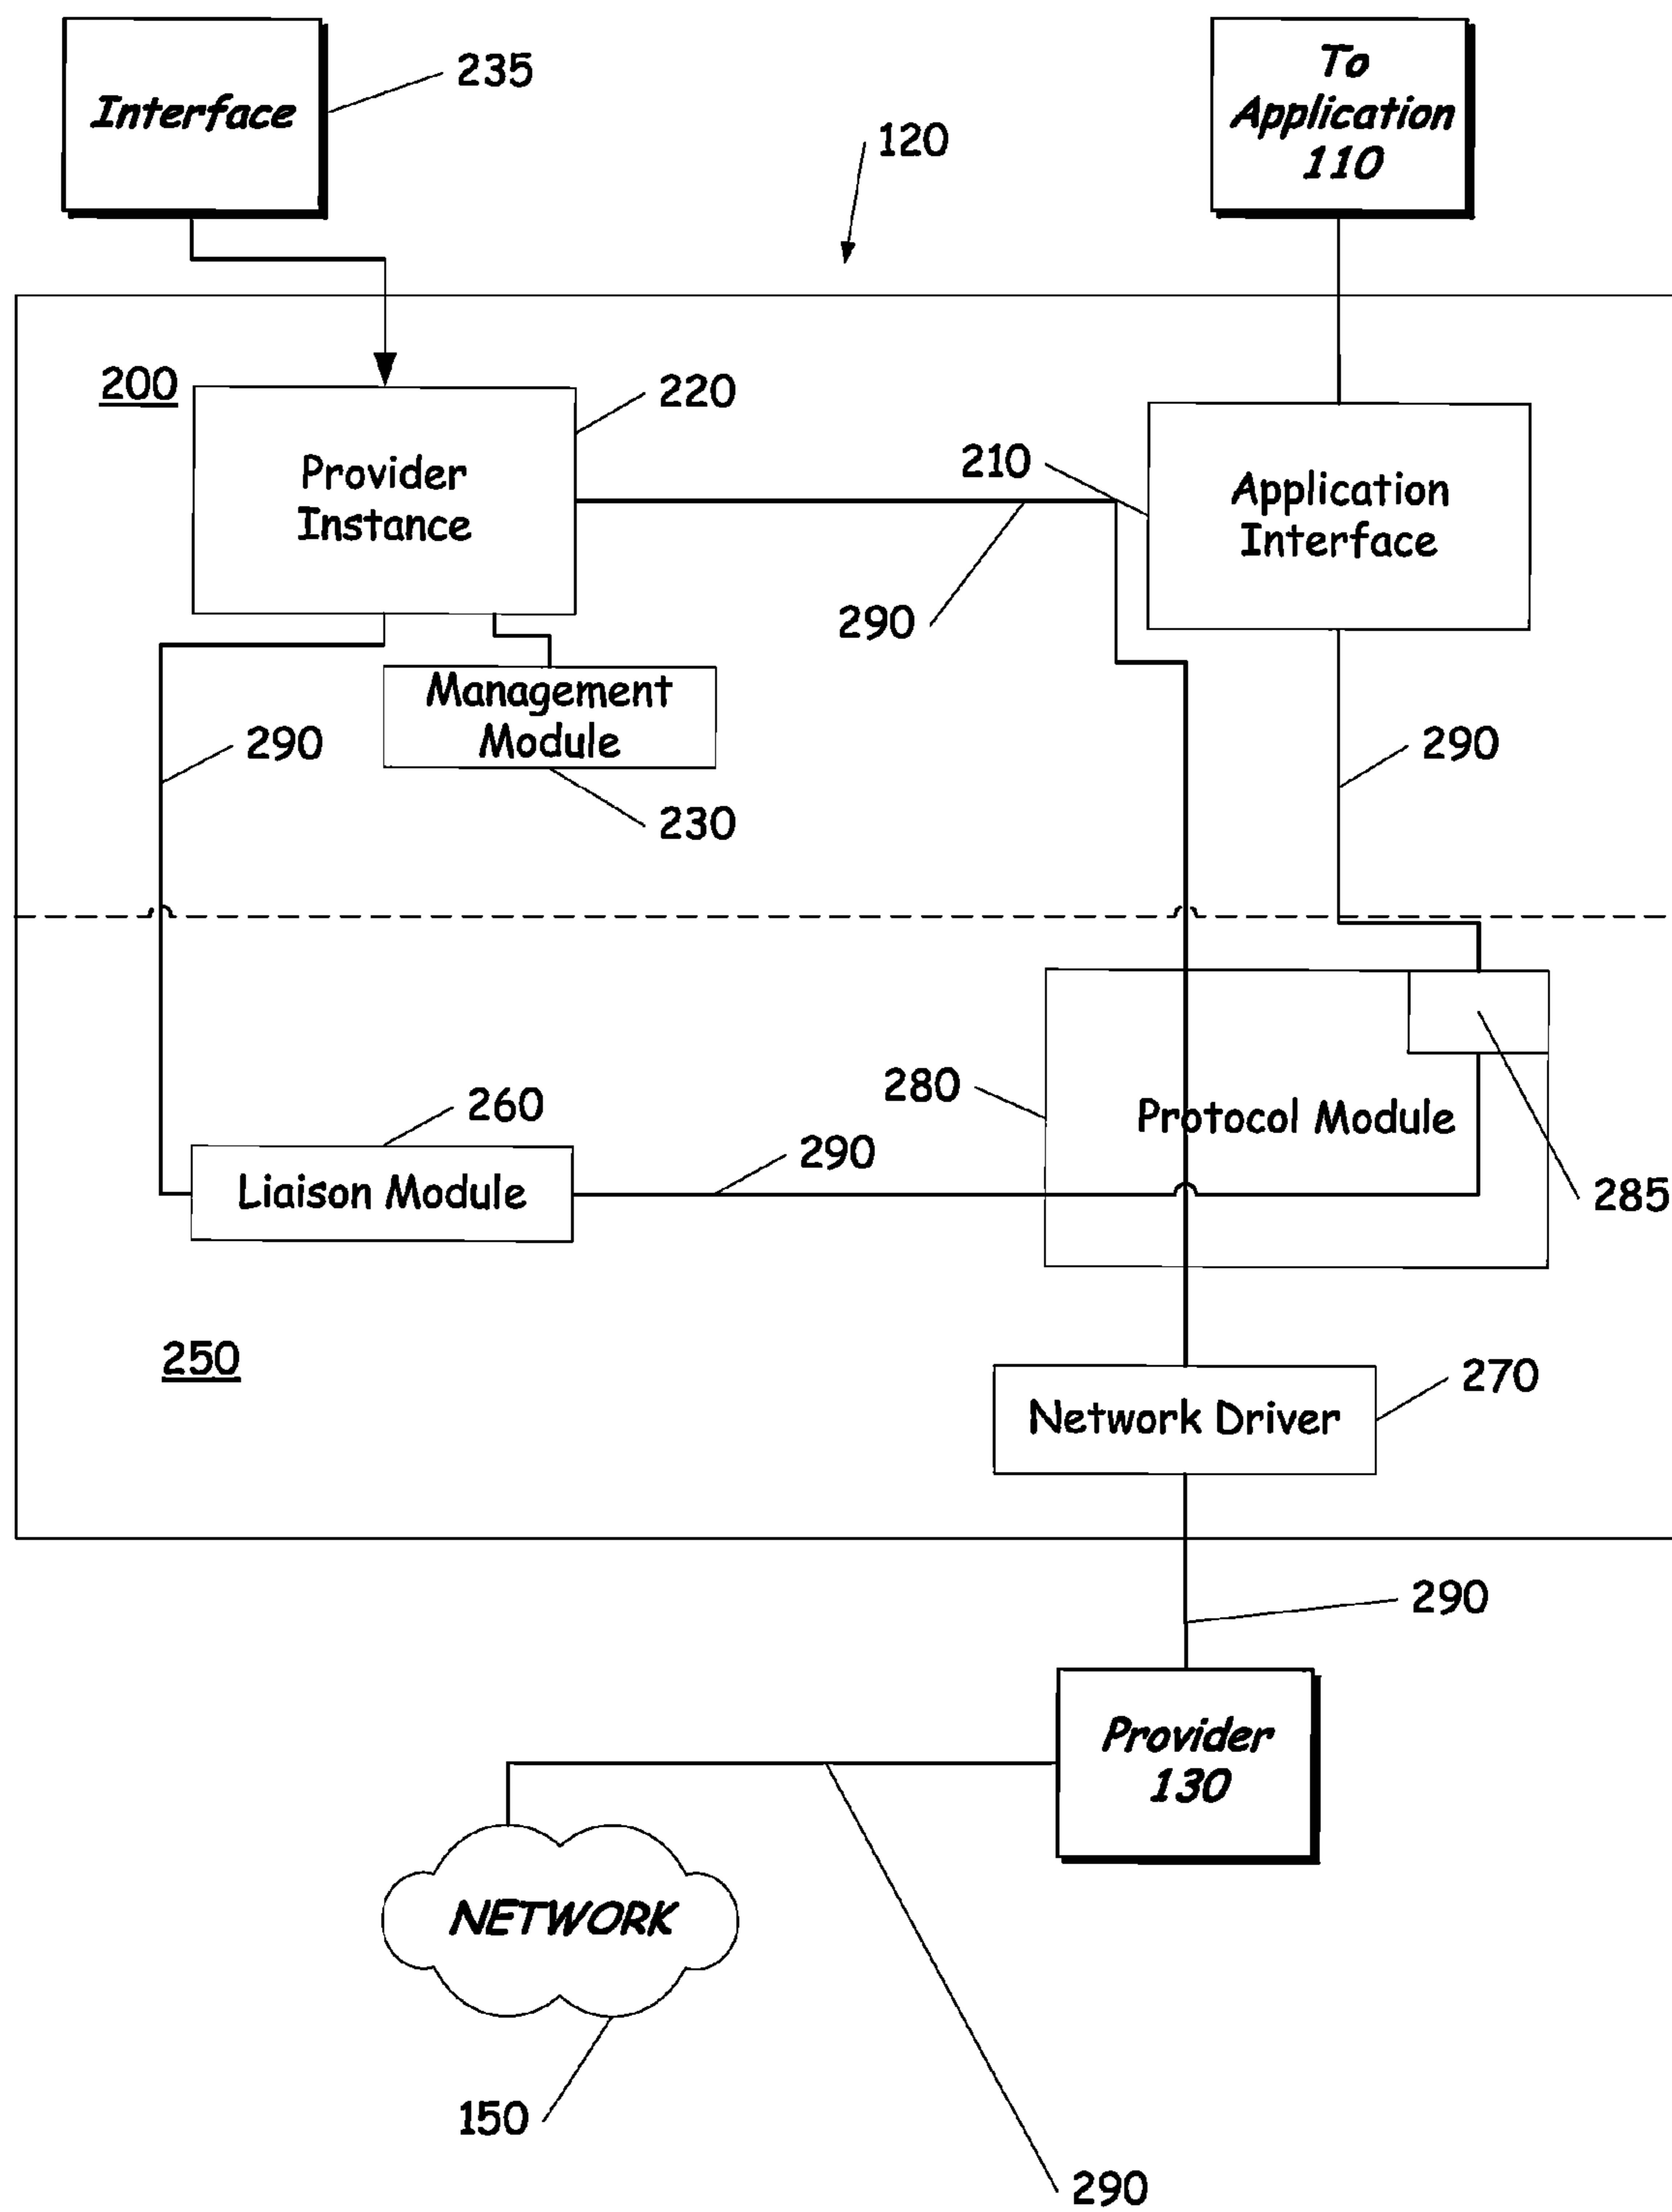 Interface
235
To
Application
110
120
200
Provider
Instance
220
210
Application
Interface
290
Management
Module
290
290
230
280
Protocol Module
260
Liaison Module
290
285
250
270
Network Driver
290
Provider
130
NETWORK
150
290